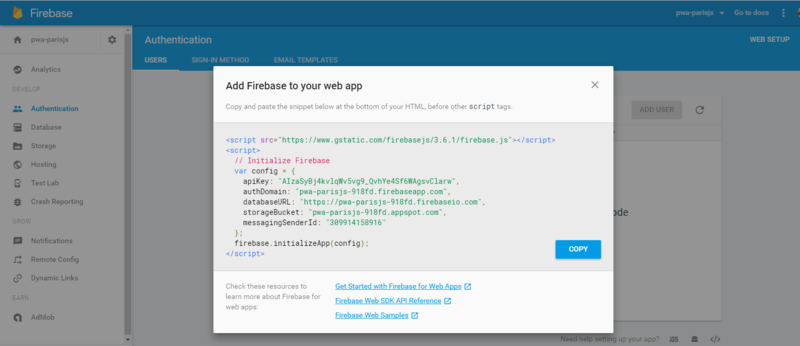 Firebase
pwa-parisjs
Go to docs
pwa-parisjs
Authentication
WEB SETUP
USERS
SIGN-IN METHOD
EMAIL TEMPLATES
Analytics
DEVELOP
Authentication
Database
Storage
Hosting
Test Lab
Crash Reporting
GROW
Notifications
Remote Config
Dynamic Links
EARN
AdMob
ADD USER
Add Firebase to your web app
Copy and paste the snippet below at the bottom of your HTML, before other script tags.
<script src="https://www.gstatic.com/firebasejs/3.6.1/firebase.js"></script>
<script>
// Initialize Firebase
var config = {
apiKey: "AIzaSyBj4kvlqWv5vg9_QvhYe4Sf6WAgsvClarw",
authDomain: "pwa-parisjs-918fd.firebaseapp.com",
databaseURL: "https://pwa-parisjs-918fd.firebaseio.com",
storageBucket: "pwa-parisjs-918fd.appspot.com",
messagingSenderId: "309914158916"
};
firebase.initializeApp(config);
</script>
COPY
Check these resources to
learn more about Firebase for
web apps:
Get Started with Firebase for Web Apps
Firebase Web SDK API Reference
Firebase Web Samples
ode
Need help setting up your app?
iOS